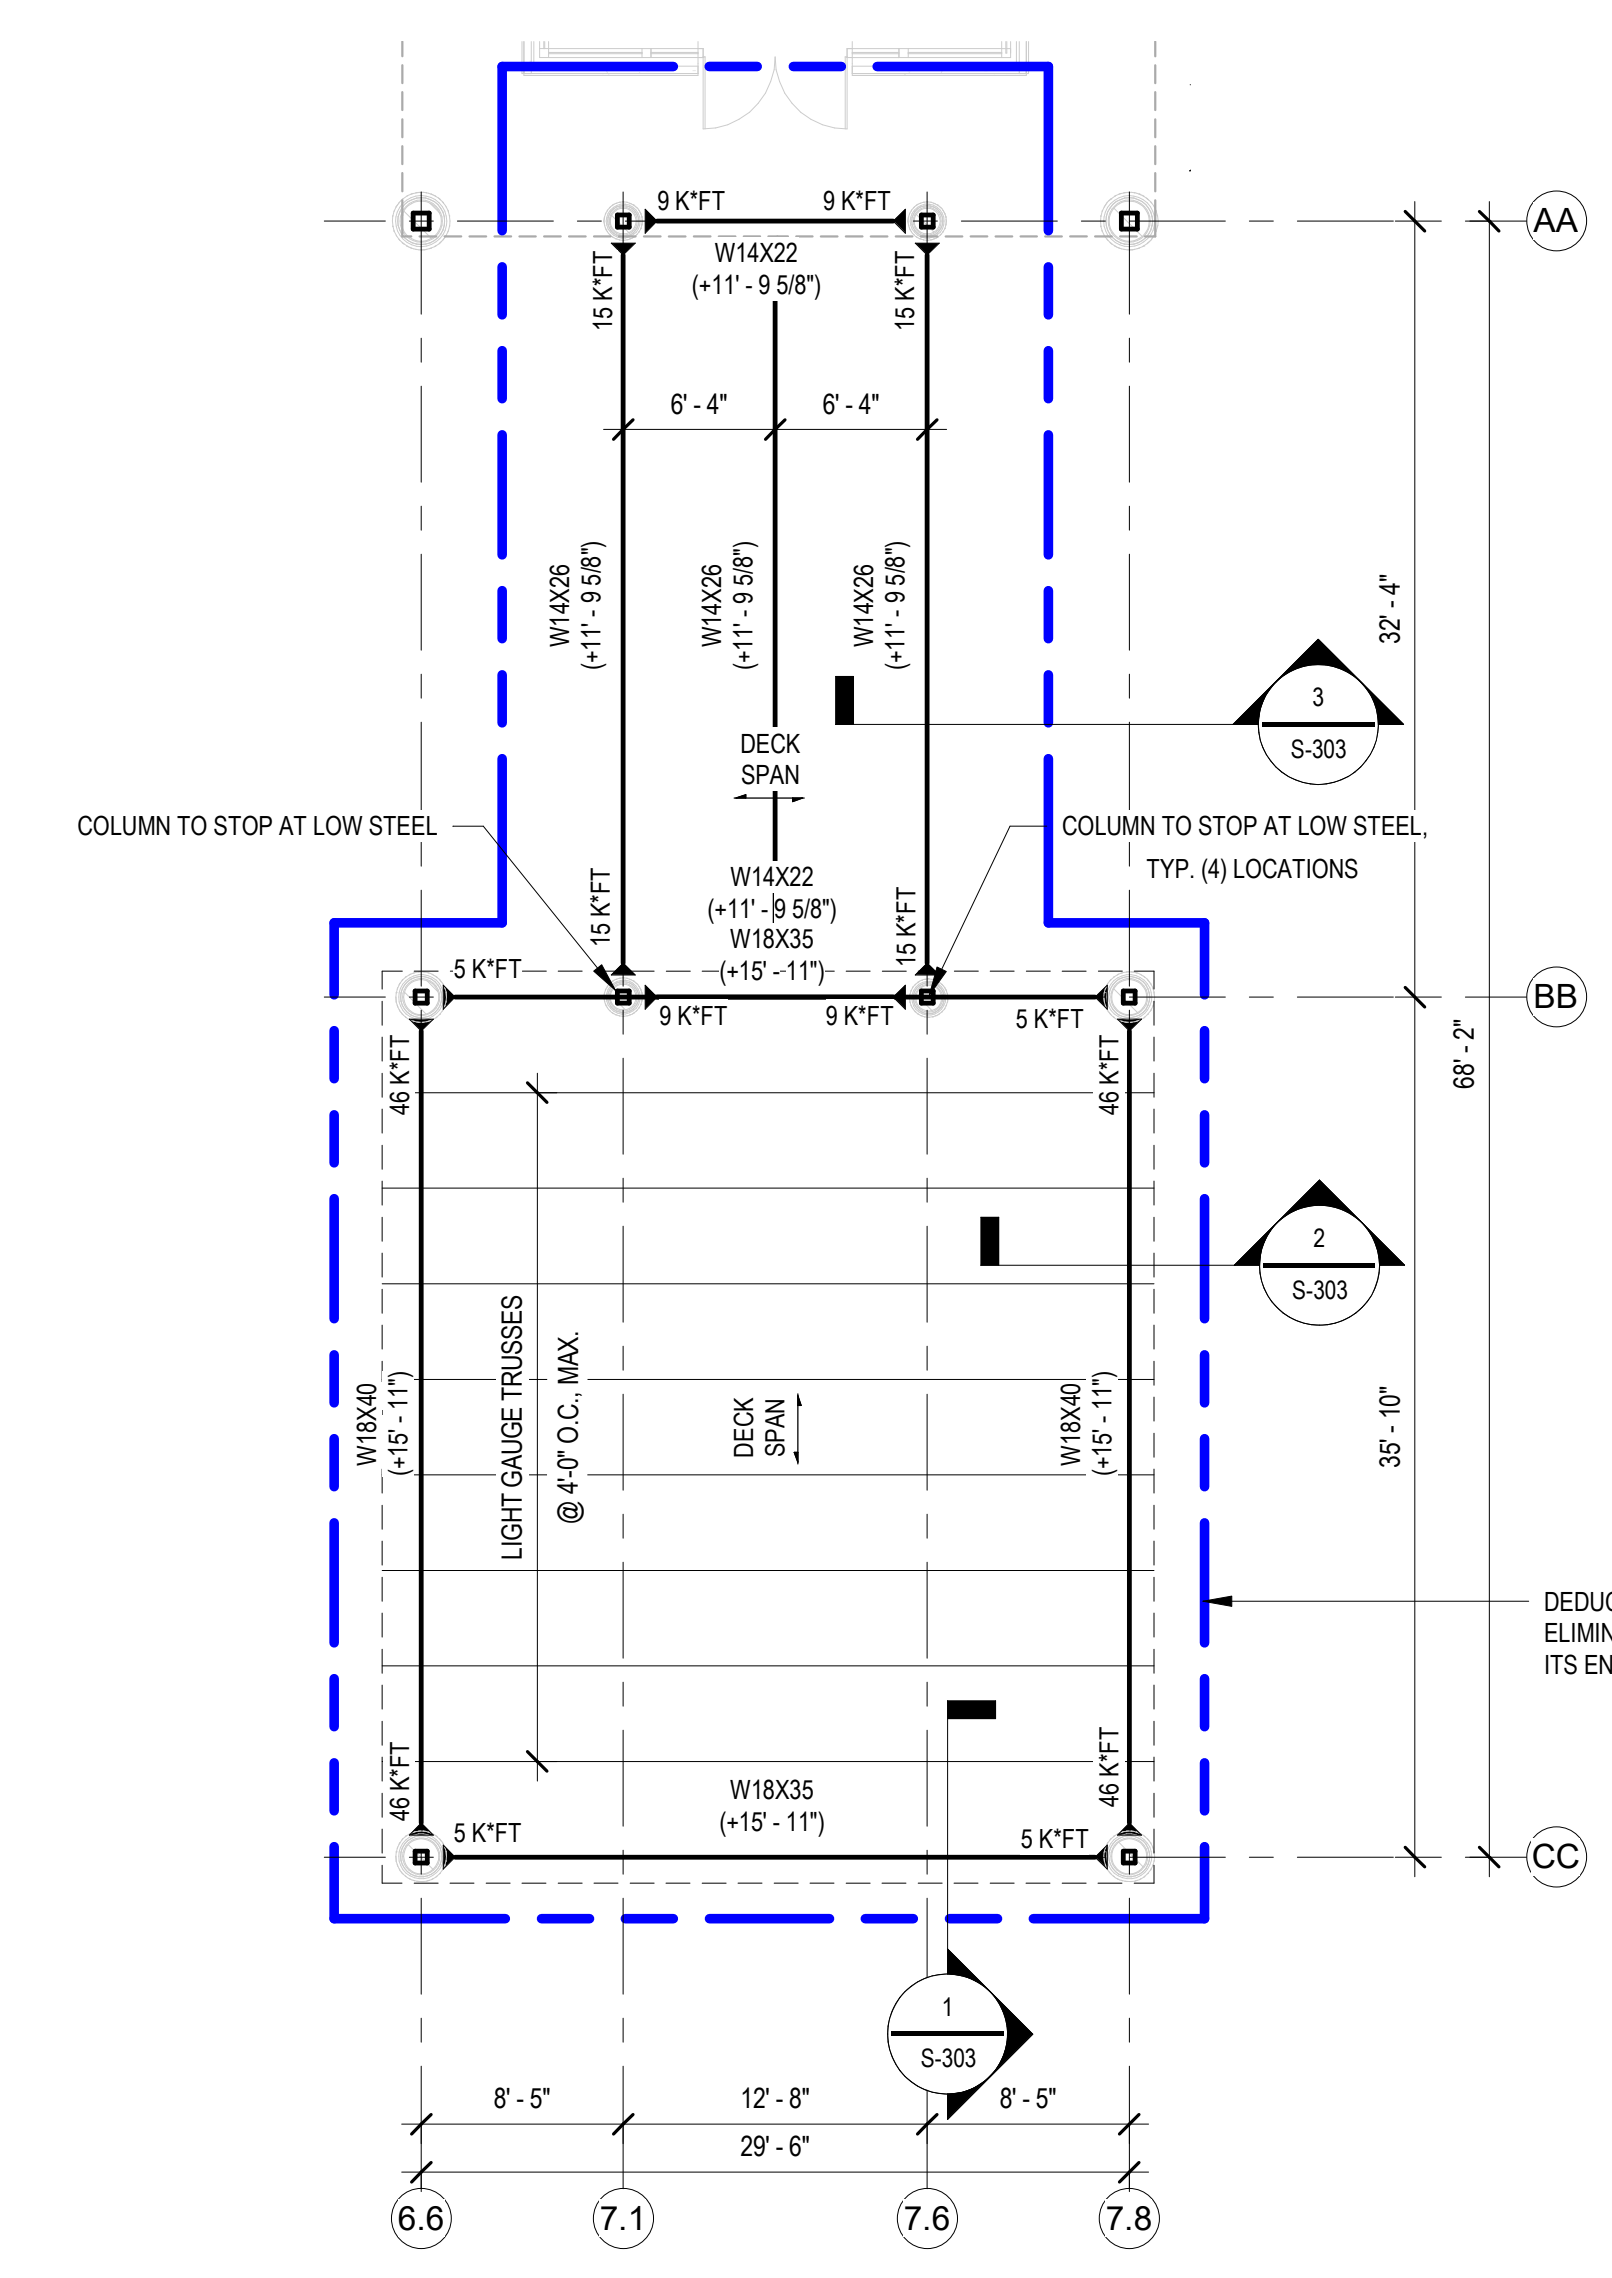 9 K*FT
9 K*FT
AA
W14X22
(+11' - 9 5/8")
15 K*FT
15 K*FT
6' - 4"
6' - 4"
W14X26
(+11' - 9 5/8")
W14X26
(+11' - 9 5/8")
W14X26
(+11' - 9 5/8")
32' - 4"
3
S-303
DECK
SPAN
COLUMN TO STOP AT LOW STEEL
COLUMN TO STOP AT LOW STEEL,
TYP. (4) LOCATIONS
15 K*FT
15 K*FT
W14X22
(+11' - 9 5/8")
W18X35
(+15' - 11")
5 K*FT
BB
9 K*FT
9 K*FT
5 K*FT
46 K*FT
46 K*FT
68' - 2"
2
S-303
LIGHT GAUGE TRUSSES
@ 4'-0" O.C., MAX.
W18X40
(+15' - 11")
DECK
SPAN
W18X40
(+15' - 11")
35' - 10"
ITS
46 K*FT
46 K*FT
W18X35
(+15' - 11")
5 K*FT
5 K*FT
CC
1
S-303
8' - 5"
12' - 8"
8' - 5"
29' - 6"
6.6
7.1
7.6
7.8